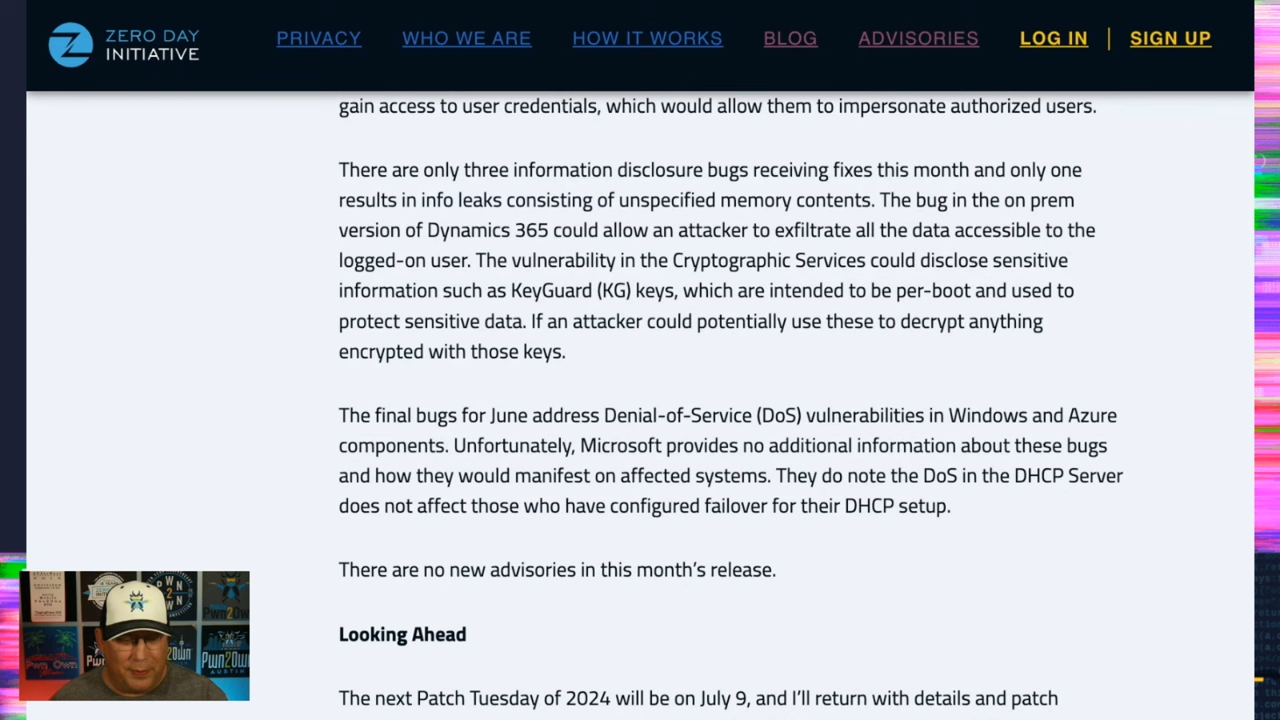 ZERO DAY
INITIATIVE
PRIVACY
WHO WE ARE
HOW IT WORKS
BLOG
ADVISORIES
LOG IN
SIGN UP
gain access to user credentials, which would allow them to impersonate authorized users.
There are only three information disclosure bugs receiving fixes this month and only one
results in info leaks consisting of unspecified memory contents. The bug in the on prem
version of Dynamics 365 could allow an attacker to exfiltrate all the data accessible to the
logged-on user. The vulnerability in the Cryptographic Services could disclose sensitive
information such as KeyGuard (KG) keys, which are intended to be per-boot and used to
protect sensitive data. If an attacker could potentially use these to decrypt anything
encrypted with those keys.
The final bugs for June address Denial-of-Service (DoS) vulnerabilities in Windows and Azure
components. Unfortunately, Microsoft provides no additional information about these bugs
and how they would manifest on affected systems. They do note the DoS in the DHCP Server
does not affect those who have configured failover for their DHCP setup.
There are no new advisories in this month's release.
Looking Ahead
The next Patch Tuesday of 2024 will be on July 9, and I'll return with details and patch
Pwn2Own
Pwn Own
Pwn2Own
AUSTIN